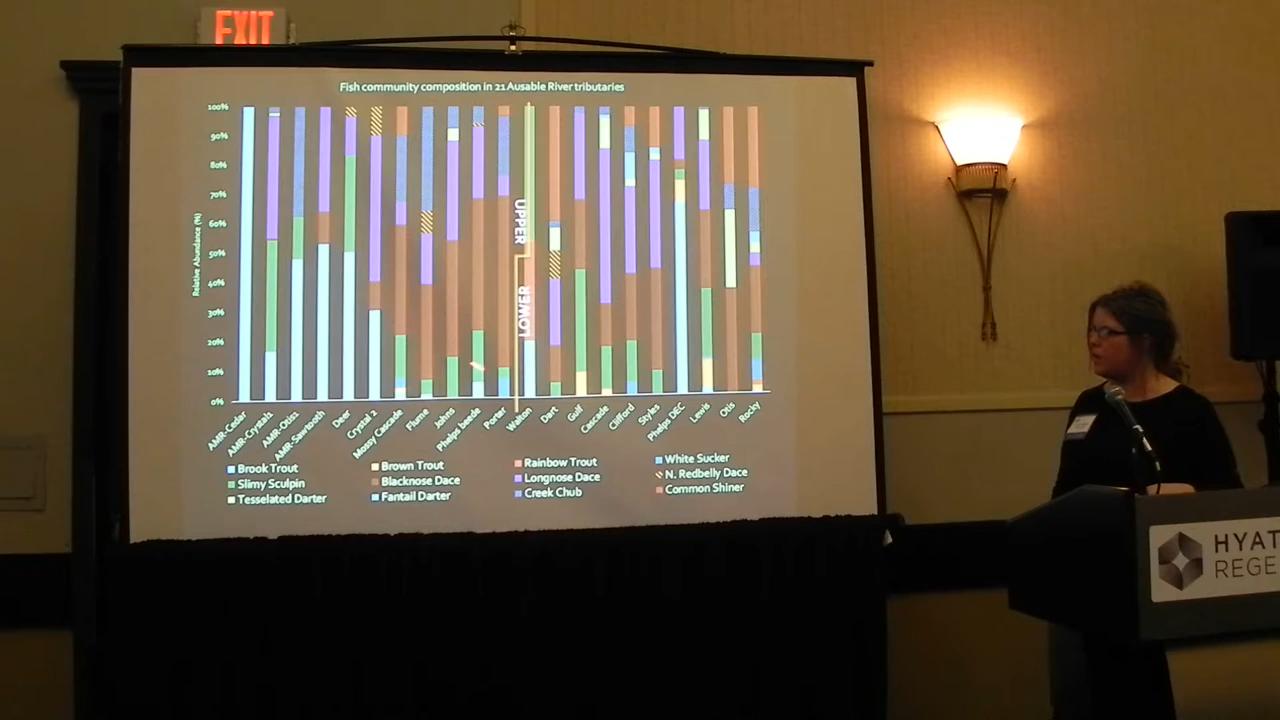 EXIT
Fish community composition in 21 Ausable River tributaries
Relative Abundance (%)
100%
90%
80%
70%
60%
50%
40%
30%
20%
10%
0%
UPPER
LOWER
AMR-Cedar
AMR-Crystal1
AMR-Otis1
AMR-Sawtooth
Deer
Crystal 2
Mossy Cascade
Flume
Johns
Phelps beede
Porter
Walton
Dart
Gulf
Cascade
Clifford
Styles
Phelps DEC
Lewis
Otis
Rocky
Brook Trout
Brown Trout
Rainbow Trout
White Sucker
Slimy Sculpin
Blacknose Dace
Longnose Dace
N. Redbelly Dace
Tesselated Darter
Fantail Darter
Creek Chub
Common Shiner
HYAT
REGE